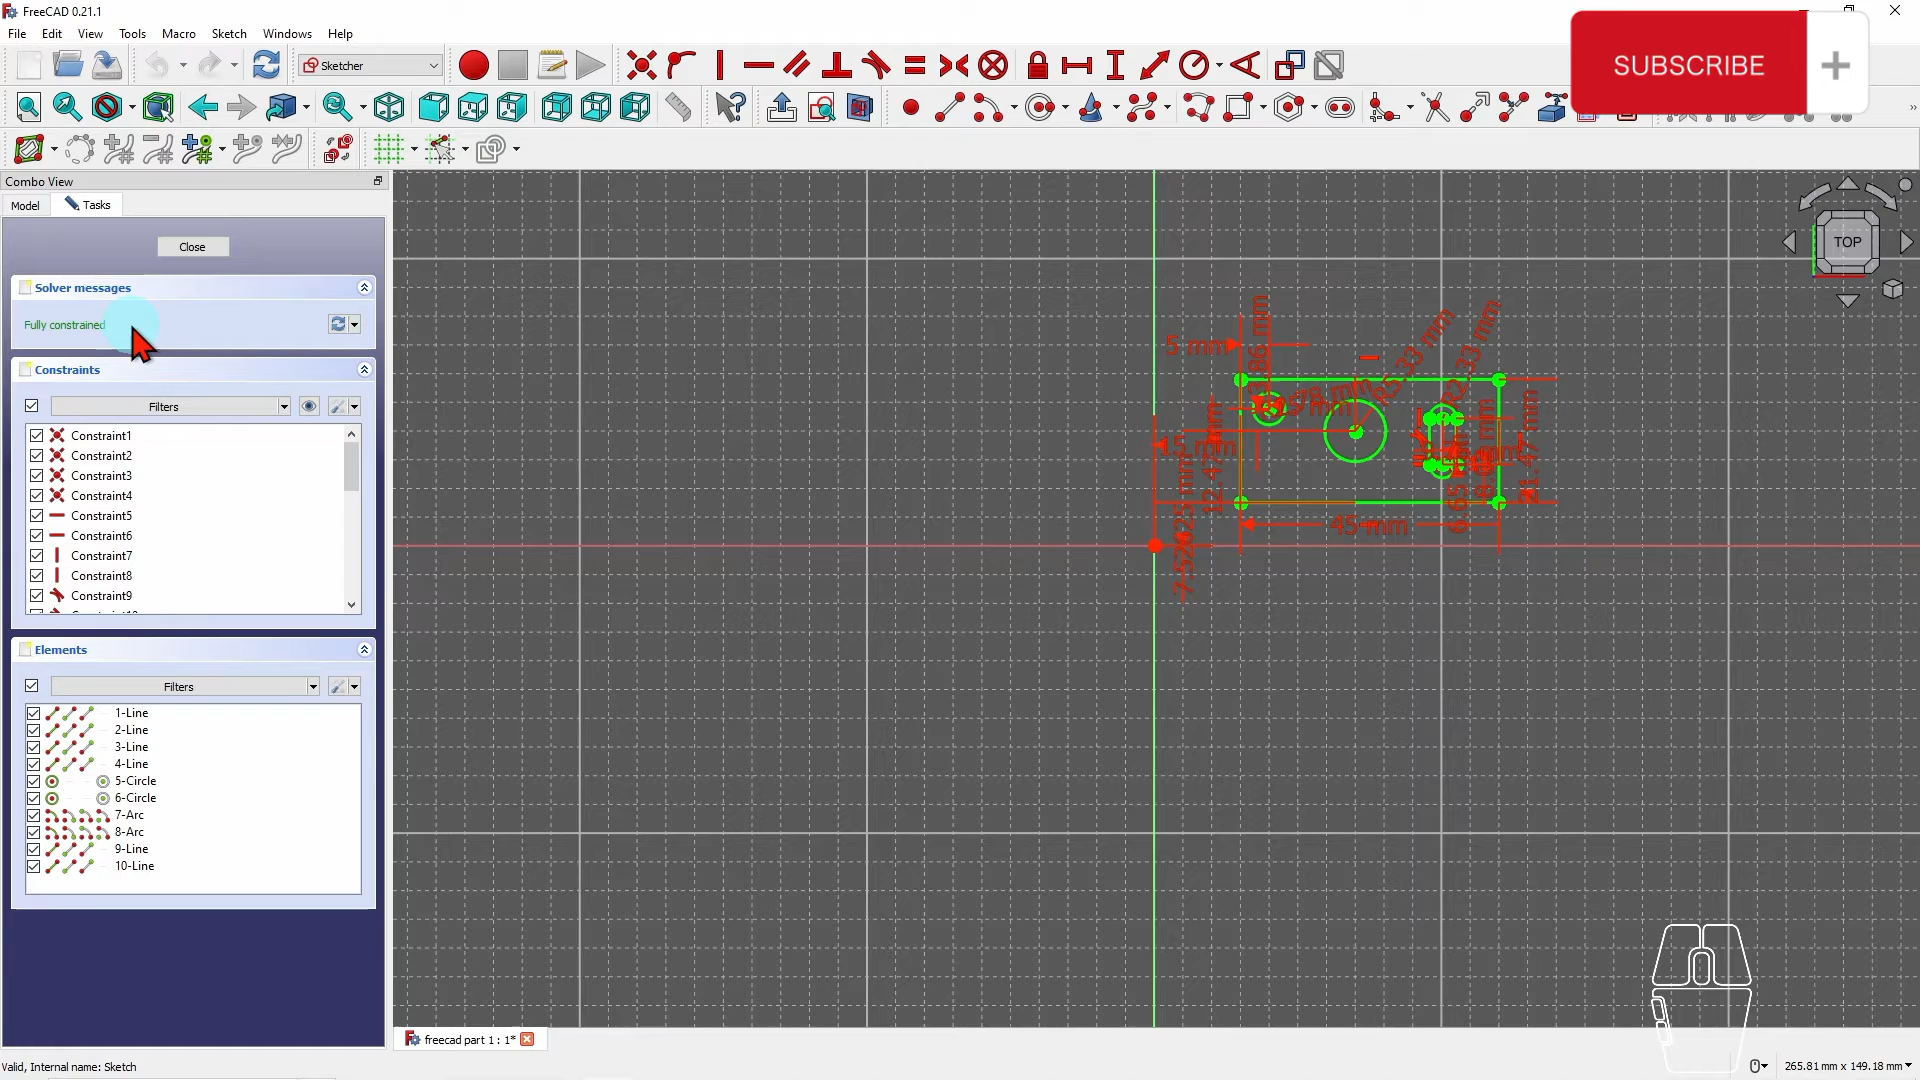 FreeCAD 0.21.1
File Edit View Tools Macro Sketch Windows Help
Sketcher
SUBSCRIBE
Combo View
Model
Tasks
Close
Solver messages
Fully constrained
Constraints
Filters
Constraint1
Constraint2
Constraint3
Constraint4
Constraint5
Constraint6
Constraint7
Constraint8
Constraint9
Elements
Filters
1-Line
2-Line
3-Line
4-Line
5-Circle
6-Circle
7-Arc
8-Arc
9-Line
10-Line
TOP
5 mm
45 mm
freecad part 1 : 1*
Valid, Internal name: Sketch
265.81 mm x 149.18 mm